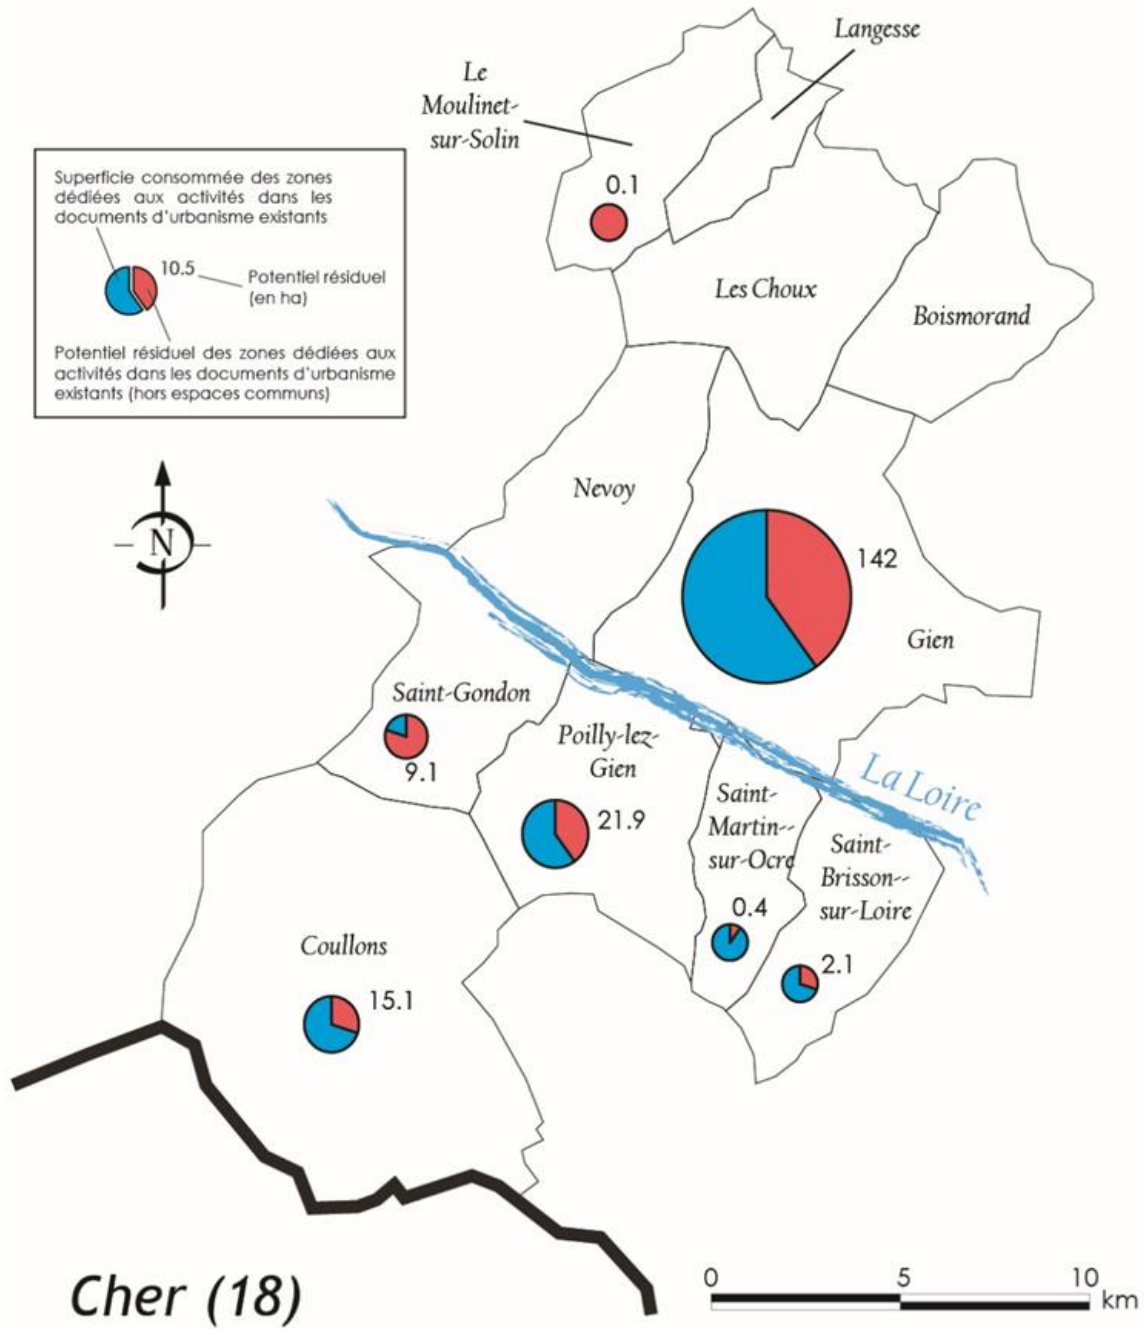 Langesse
Le
Moulinet-
sur-Solin
Superficie consommée des zones
dédiées aux activités dans les
documents d'urbanisme existants
10.5
Potentiel résiduel
(en ha)
Potentiel résiduel des zones dédiées aux
activités dans les documents d'urbanisme
existants (hors espaces communs)
0.1
Les Choux
Boismorand
N
Nevoy
142
Gien
Saint-Gondon
9.1
Poilly-lez-
Gien
21.9
La Loire
Saint-
Martin--
sur-Ocre
0.4
Saint-
Brisson--
sur-Loire
2.1
Coullons
15.1
Cher (18)
0 5 10
km